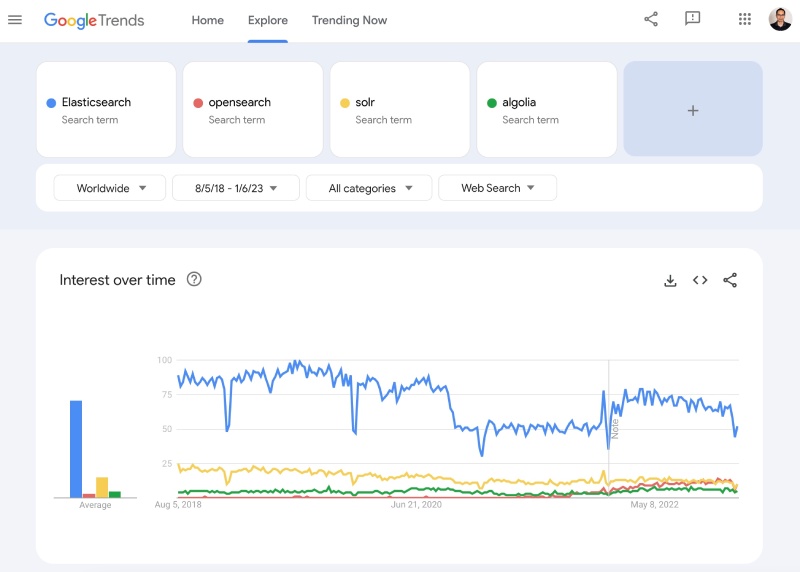 Google Trends
Home Explore Trending Now
Elasticsearch
Search term
opensearch
Search term
solr
Search term
algolia
Search term
+
Worldwide 8/5/18 - 1/6/23 All categories Web Search
Interest over time ?
100
75
50
25
Note
Average
Aug 5, 2018 Jun 21, 2020 May 8, 2022